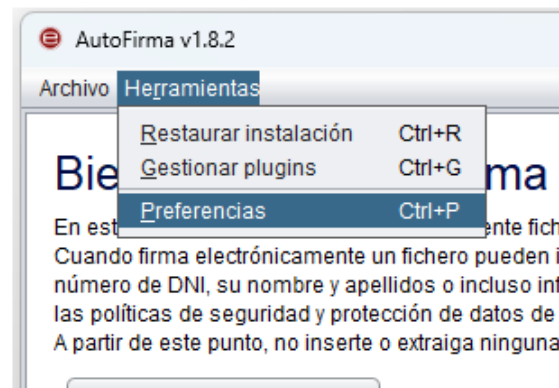 AutoFirma v1.8.2
Archivo Herramientas
Restaurar instalación Ctrl+R
Gestionar plugins Ctrl+G
Preferencias Ctrl+P
Bie ma
En est ente fich
Cuando firma electrónicamente un fichero pueden i
número de DNI, su nombre y apellidos o incluso inf
las políticas de seguridad y protección de datos de
A partir de este punto, no inserte o extraiga ninguna